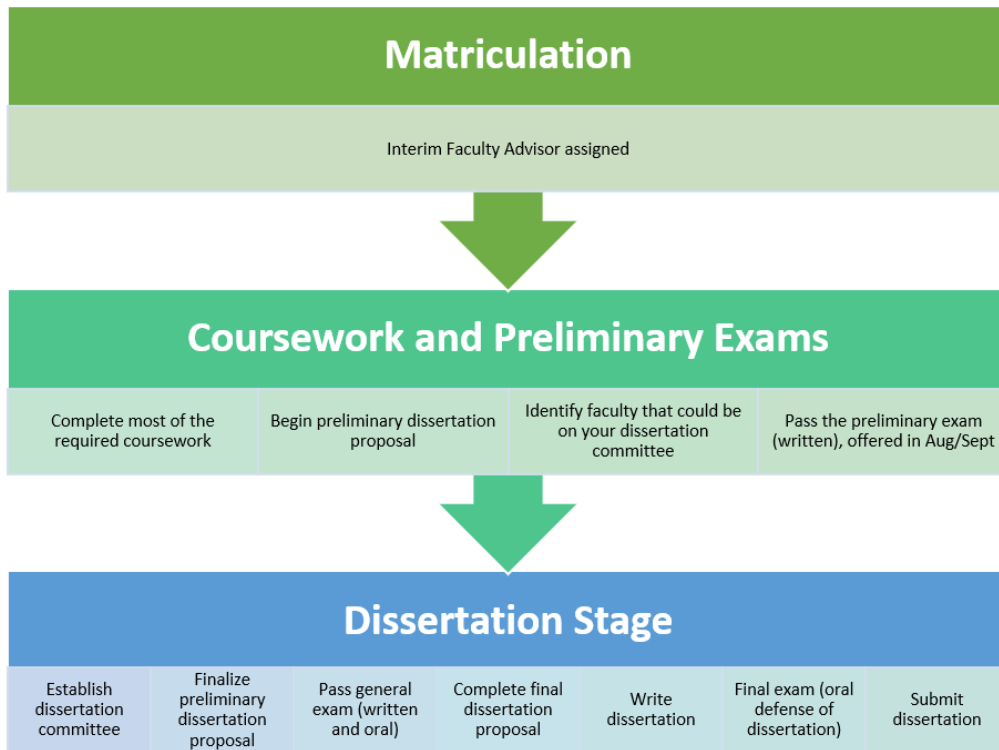 Matriculation
Interim Faculty Advisor assigned
Coursework and Preliminary Exams
Complete most of the
required coursework
Begin preliminary dissertation
proposal
Identify faculty that could be
on your dissertation
committee
Pass the preliminary exam
(written), offered in Aug/Sept
Dissertation Stage
Establish
dissertation
committee
Finalize
preliminary
dissertation
proposal
Pass general
exam (written
and oral)
Complete final
dissertation
proposal
Write
dissertation
Final exam (oral
defense of
dissertation)
Submit
dissertation